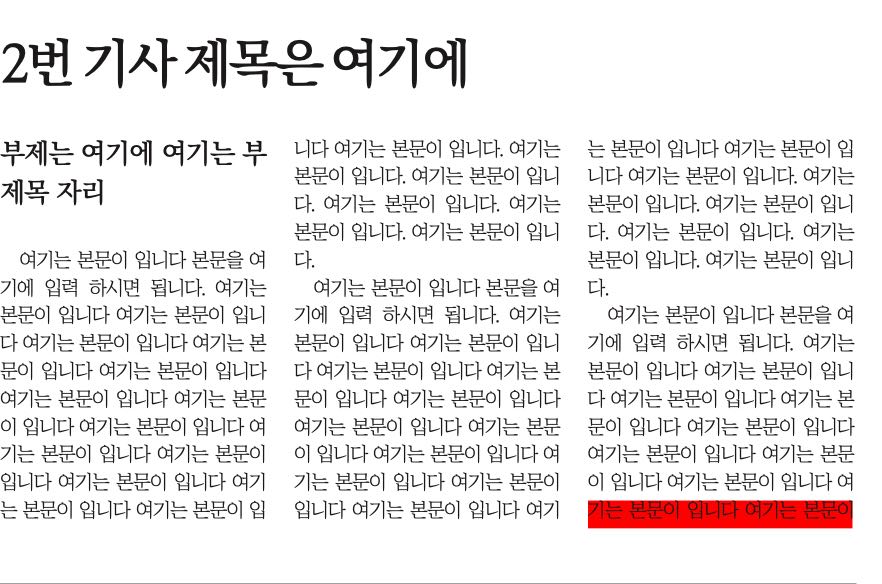 2번 기사 제목은 여기에
부제는 여기에 여기는 부
제목 자리
여기는 본문이 입니다 본문을 여
기에 입력 하시면 됩니다. 여기는
본문이 입니다 여기는 본문이 입니
다 여기는 본문이 입니다 여기는 본
문이 입니다 여기는 본문이 입니다
여기는 본문이 입니다 여기는 본문
이 입니다 여기는 본문이 입니다 여
기는 본문이 입니다 여기는 본문이
입니다 여기는 본문이 입니다 여기
는 본문이 입니다 여기는 본문이 입
니다 여기는 본문이 입니다. 여기는
본문이 입니다. 여기는 본문이 입니
다. 여기는 본문이 입니다. 여기는
본문이 입니다. 여기는 본문이 입니
다.
여기는 본문이 입니다 본문을 여
기에 입력 하시면 됩니다. 여기는
본문이 입니다 여기는 본문이 입니
다 여기는 본문이 입니다 여기는 본
문이 입니다 여기는 본문이 입니다
여기는 본문이 입니다 여기는 본문
이 입니다 여기는 본문이 입니다 여
기는 본문이 입니다 여기는 본문이
입니다 여기는 본문이 입니다 여기
는 본문이 입니다 여기는 본문이 입
니다 여기는 본문이 입니다. 여기는
본문이 입니다. 여기는 본문이 입니
다. 여기는 본문이 입니다. 여기는
본문이 입니다. 여기는 본문이 입니
다.
여기는 본문이 입니다 본문을 여
기에 입력 하시면 됩니다. 여기는
본문이 입니다 여기는 본문이 입니
다 여기는 본문이 입니다 여기는 본
문이 입니다 여기는 본문이 입니다
여기는 본문이 입니다 여기는 본문
이 입니다 여기는 본문이 입니다 여
기는 본문이 입니다 여기는 본문이